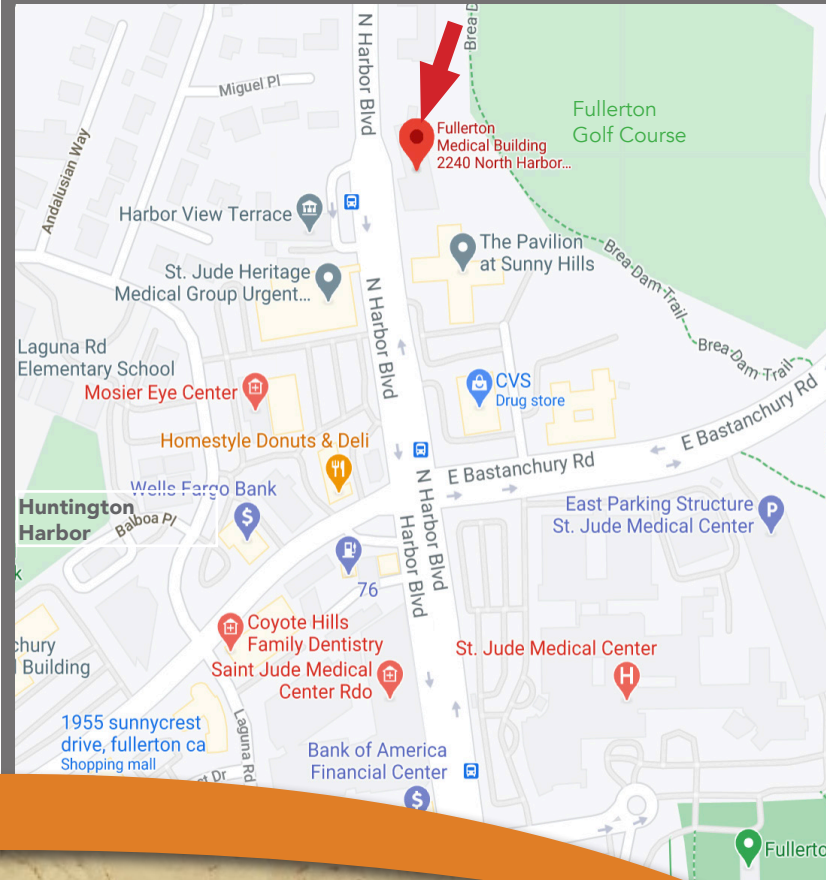 N Harbor Blvd
Brea-D
Miguel Pl
Fullerton
Golf Course
Fullerton
Medical Building
2240 North Harbor...
Andalusian Way
Harbor View Terrace
The Pavilion
at Sunny Hills
Brea-Dam-Trail
St. Jude Heritage
Medical Group Urgent...
N Harbor Blvd
Laguna Rd
Elementary School
Brea Dam Trail
Mosier Eye Center
CVS
Drug store
E Bastanchury Rd
Homestyle Donuts & Deli
E Bastanchury Rd
Wells Fargo Bank
Huntington
Harbor
Balboa Pl
N Harbor Blvd
Harbor Blvd
East Parking Structure
St. Jude Medical Center
P
k
76
Coyote Hills
Family Dentistry
chury
l Building
Saint Jude Medical
Center Rdo
St. Jude Medical Center
H
1955 sunnycrest
drive, fullerton ca
Shopping mall
Laguna Rd
st Dr
Bank of America
Financial Center
Fullerto